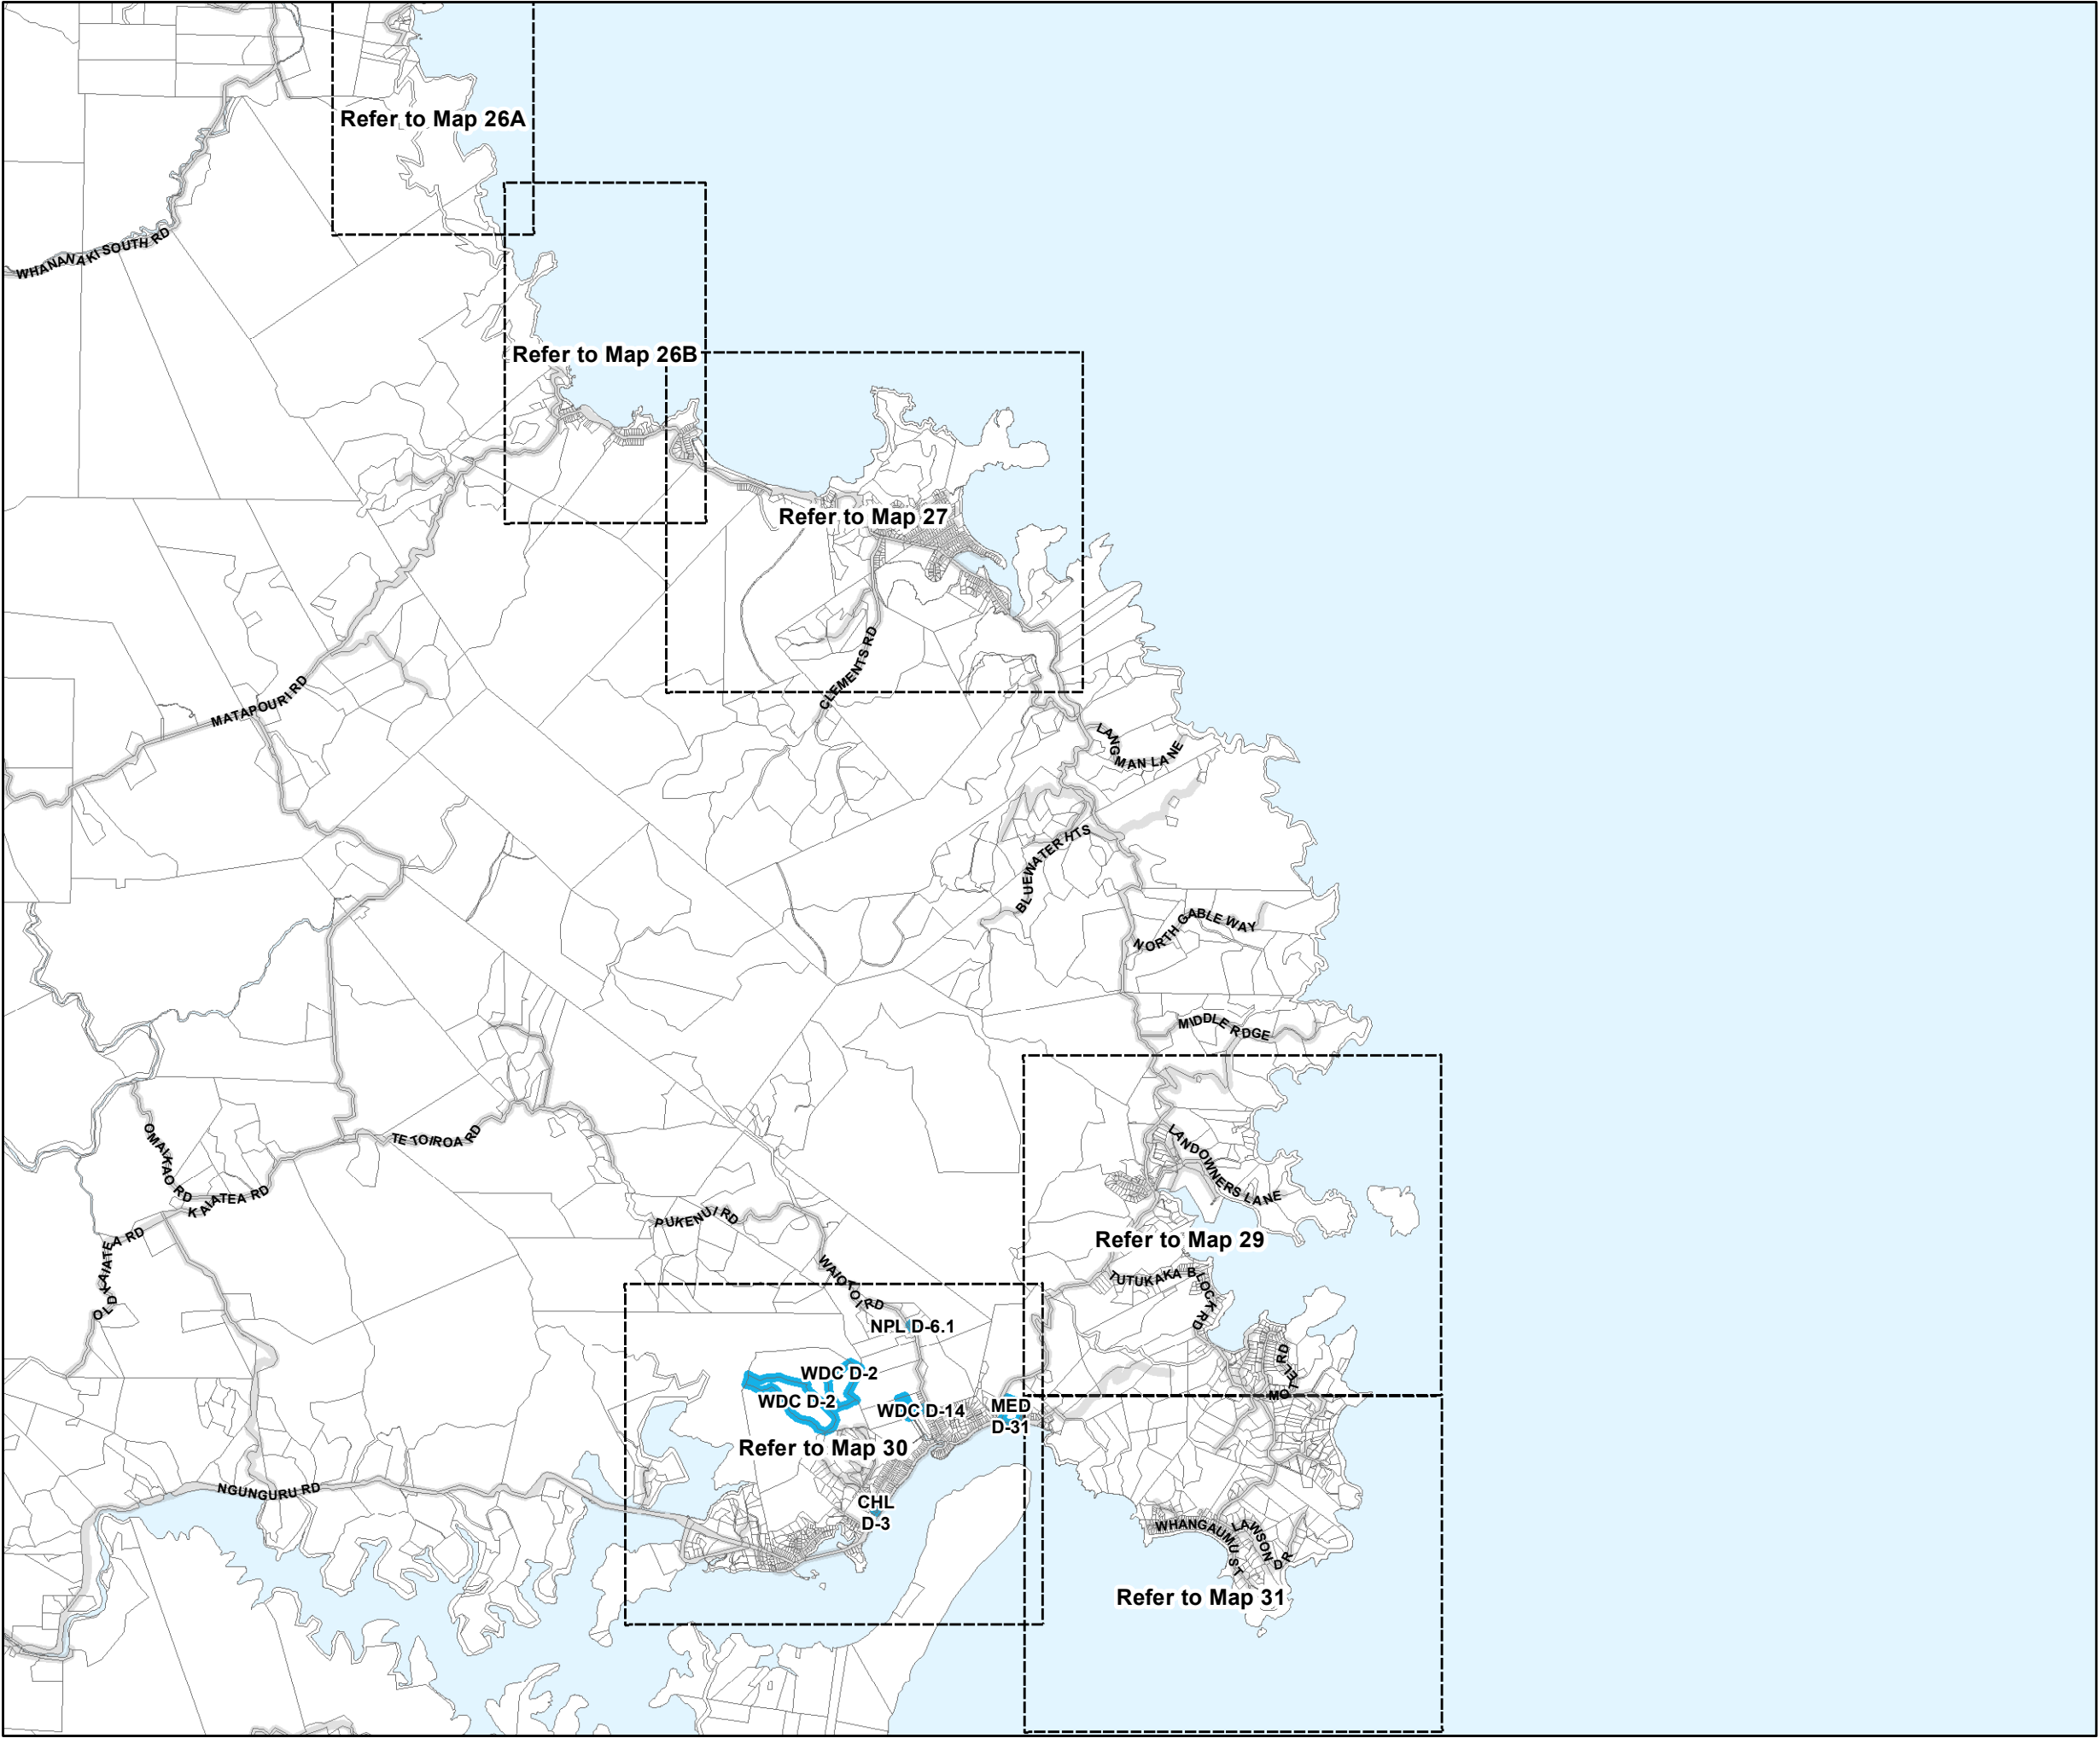 Refer to Map 26A
WHANANAKI SOUTH RD
Refer to Map 26B
Refer to Map 27
CLEMENTS RD
MATAPOURI RD
LANGMAN LANE
BLUEWATER HTS
NORTH GABLE WAY
MIDDLE RDGE
OMAIKAO RD
TE TOIROA RD
LANDOWNERS LANE
KAIATEA RD
PUKENUI RD
OLD KAIATEA RD
Refer to Map 29
WAIOTOI RD
TUTUKAKA BLOCK RD
NPL D-6.1
MOTEL RD
WDC D-2
WDC D-2
WDC D-14
MED
D-31
Refer to Map 30
NGUNGURU RD
CHL
D-3
WHANGAUMU ST
LAWSON DR
Refer to Map 31